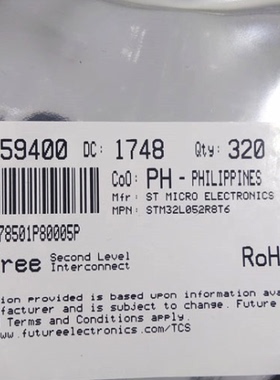 59400 DC: 1748 Qty: 320
CoO: PH - PHILIPPINES
Mfr: ST MICRO ELECTRONICS
MPN: STM32L052R8T6
78501P80005P
ree Second Level Interconnect RoH
tion provided is based upon information avai
facturer and is subject to change. Future
Terms and Conditions apply
www.futureelectronics.com/TCS